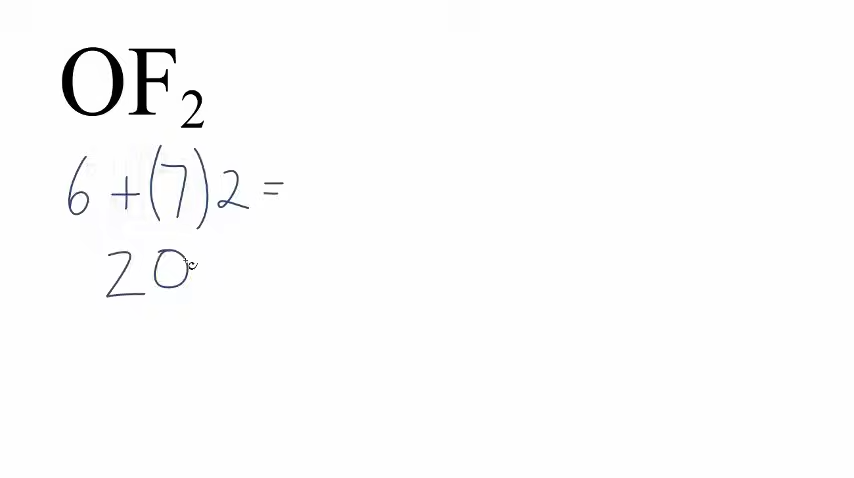 OF₂
6 + (7) 2 =
20